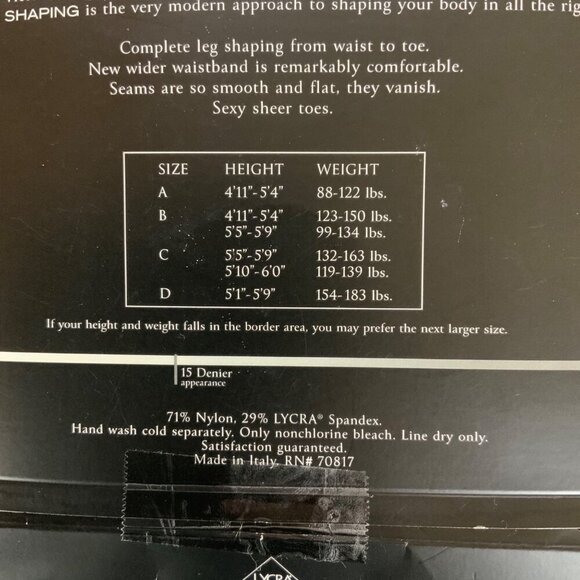 SHAPING is the very modern approach to shaping your body in all the rig
Complete leg shaping from waist to toe.
New wider waistband is remarkably comfortable.
Seams are so smooth and flat, they vanish.
Sexy sheer toes.
SIZE HEIGHT WEIGHT
A 4'11"-5'4" 88-122 lbs.
B 4'11"-5'4" 123-150 lbs.
5'5"-5'9" 99-134 lbs.
C 5'5"-5'9" 132-163 lbs.
5'10"-6'0" 119-139 lbs.
D 5'1"-5'9" 154-183 lbs.
If your height and weight falls in the border area, you may prefer the next larger size.
15 Denier
appearance
71% Nylon, 29% LYCRA® Spandex.
Hand wash cold separately. Only nonchlorine bleach. Line dry only.
Satisfaction guaranteed.
Made in Italy. RN# 70817
LYCRA